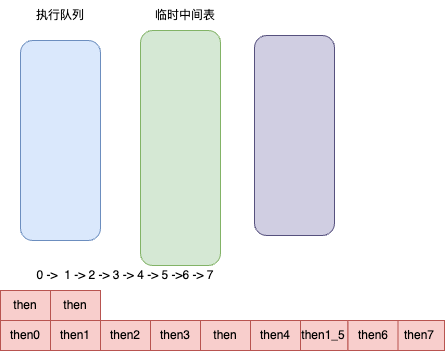 执行队列 临时中间表
0 -> 1 -> 2 -> 3 -> 4 -> 5 ->6 -> 7
then then
then0 then1 then2 then3 then then4 then1_5 then6 then7